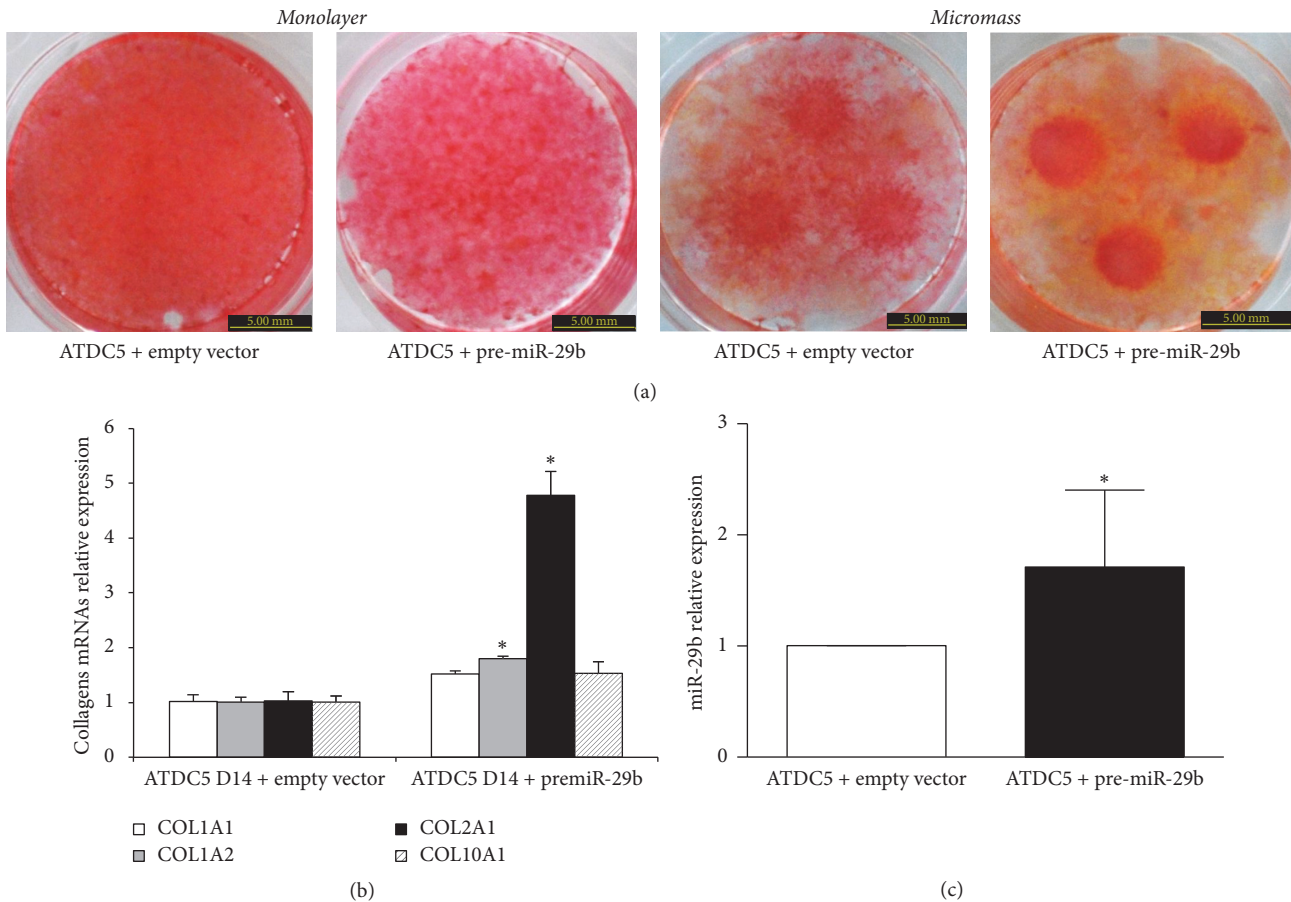 Monolayer Micromass
5.00 mm 5.00 mm 5.00 mm 5.00 mm
ATDC5 + empty vector ATDC5 + pre-miR-29b ATDC5 + empty vector ATDC5 + pre-miR-29b
(a)
Collagens mRNAs relative expression
6
5
4
3
2
1
0
* *
ATDC5 D14 + empty vector ATDC5 D14 + premiR-29b
COL1A1 COL2A1
COL1A2 COL10A1
(b)
miR-29b relative expression
3
2
1
0
*
ATDC5 + empty vector ATDC5 + pre-miR-29b
(c)